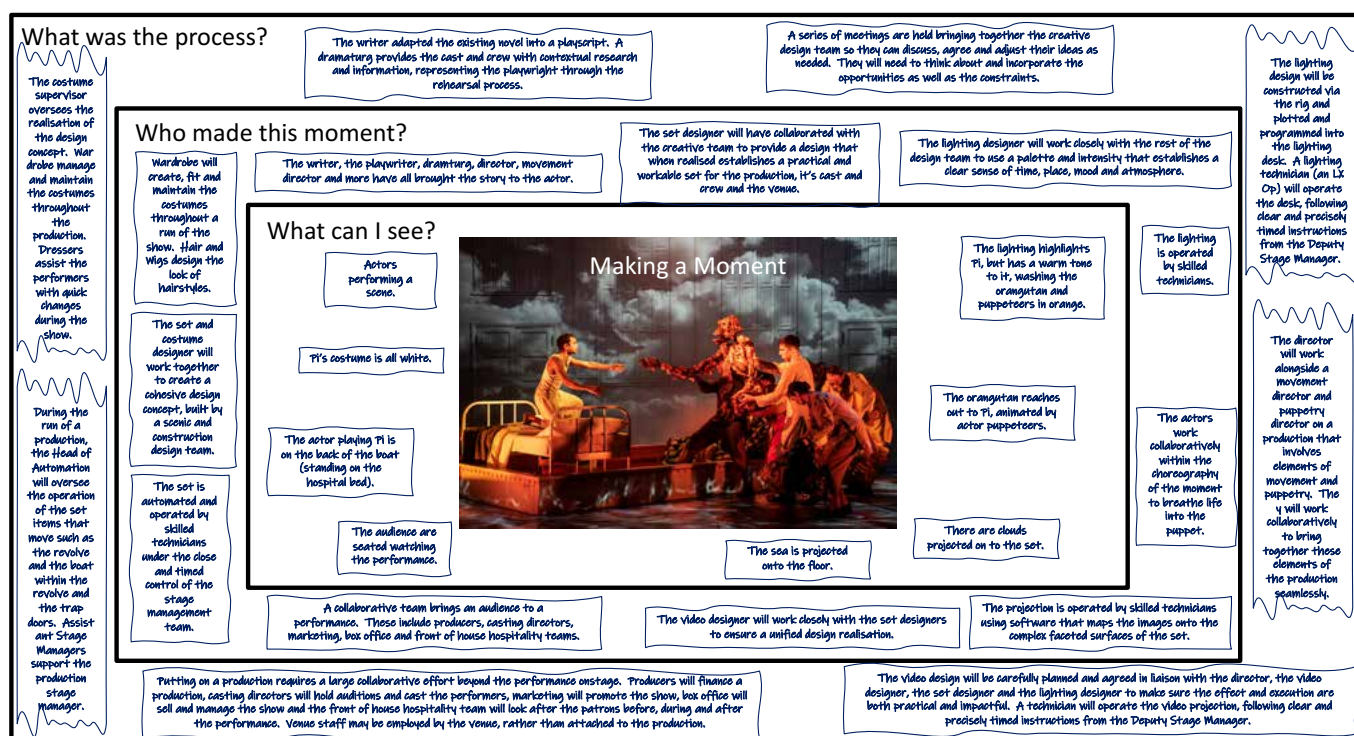 What was the process?
The writer adapted the existing novel into a playscript. A
dramaturg provides the cast and crew with contextual research
and information, representing the playwright through the
rehearsal process.
A series of meetings are held bringing together the creative
design team so they can discuss, agree and adjust their ideas as
needed. They will need to think about and incorporate the
opportunities as well as the constraints.
The costume
supervisor
oversees the
realisation of
the design
concept. War
drobe manage
and maintain
the costumes
throughout
the
production.
Dressers
assist the
performers
with quick
changes
during the
show.
During the
run of a
production,
the Head of
Automation
will oversee
the operation
of the set
items that
move such as
the revolve
and the boat
within the
revolve and
the trap
doors. Assist
ant Stage
Managers
support the
production
stage
manager.
The lighting
design will be
constructed via
the rig and
plotted and
programmed into
the lighting
desk. A lighting
technician (an LX
Op) will operate
the desk, following
clear and precisely
timed instructions
from the Deputy
Stage Manager.
The director
will work
alongside a
movement
director and
puppetry
director on a
production that
involves
elements of
movement and
puppetry. The
y will work
collaboratively
to bring
together these
elements of
the production
seamlessly.
Who made this moment?
Wardrobe will
create, fit and
maintain the
costumes
throughout a
run of the
show. Hair and
Wigs design the
look of
hairstyles.
The writer, the playwriter, dramturg, director, movement
director and more have all brought the story to the actor.
The set designer will have collaborated with
the creative team to provide a design that
when realised establishes a practical and
workable set for the production, it's cast and
crew and the venue.
The lighting designer will work closely with the rest of the
design team to use a palette and intensity that establishes a
clear sense of time, place, mood and atmosphere.
The set and
costume
designer will
work together
to create a
cohesive design
concept, built by
a scenic and
construction
design team.
The set is
automated and
operated by
skilled
technicians
under the close
and timed
control of the
stage
management
team.
The lighting
is operated
by skilled
technicians.
The actors
work
collaboratively
within the
choreography
of the moment
to breathe life
into the
puppet.
What can I see?
Actors
performing a
scene.
Pi's costume is all white.
The actor playing Pi is
on the back of the boat
(standing on the
hospital bed).
The audience are
seated watching
the performance.
Making a Moment
The lighting highlights
Pi, but has a warm tone
to it, washing the
orangutan and
puppeteers in orange.
The orangutan reaches
out to Pi, animated by
actor puppeteers.
There are clouds
projected on to the set.
The sea is projected
onto the floor.
A collaborative team brings an audience to a
performance. These include producers, casting directors,
marketing, box office and front of house hospitality teams.
The video designer will work closely with the set designers
to ensure a unified design realisation.
The projection is operated by skilled technicians
using software that maps the images onto the
complex faceted surfaces of the set.
Putting on a production requires a large collaborative effort beyond the performance onstage. Producers will finance a
production, casting directors will hold auditions and cast the performers, marketing will promote the show, box office will
sell and manage the show and the front of house hospitality team will look after the patrons before, during and after
the performance. Venue staff may be employed by the venue, rather than attached to the production.
The video design will be carefully planned and agreed in liaison with the director, the video
designer, the set designer and the lighting designer to make sure the effect and execution are
both practical and impactful. A technician will operate the video projection, following clear and
precisely timed instructions from the Deputy Stage Manager.